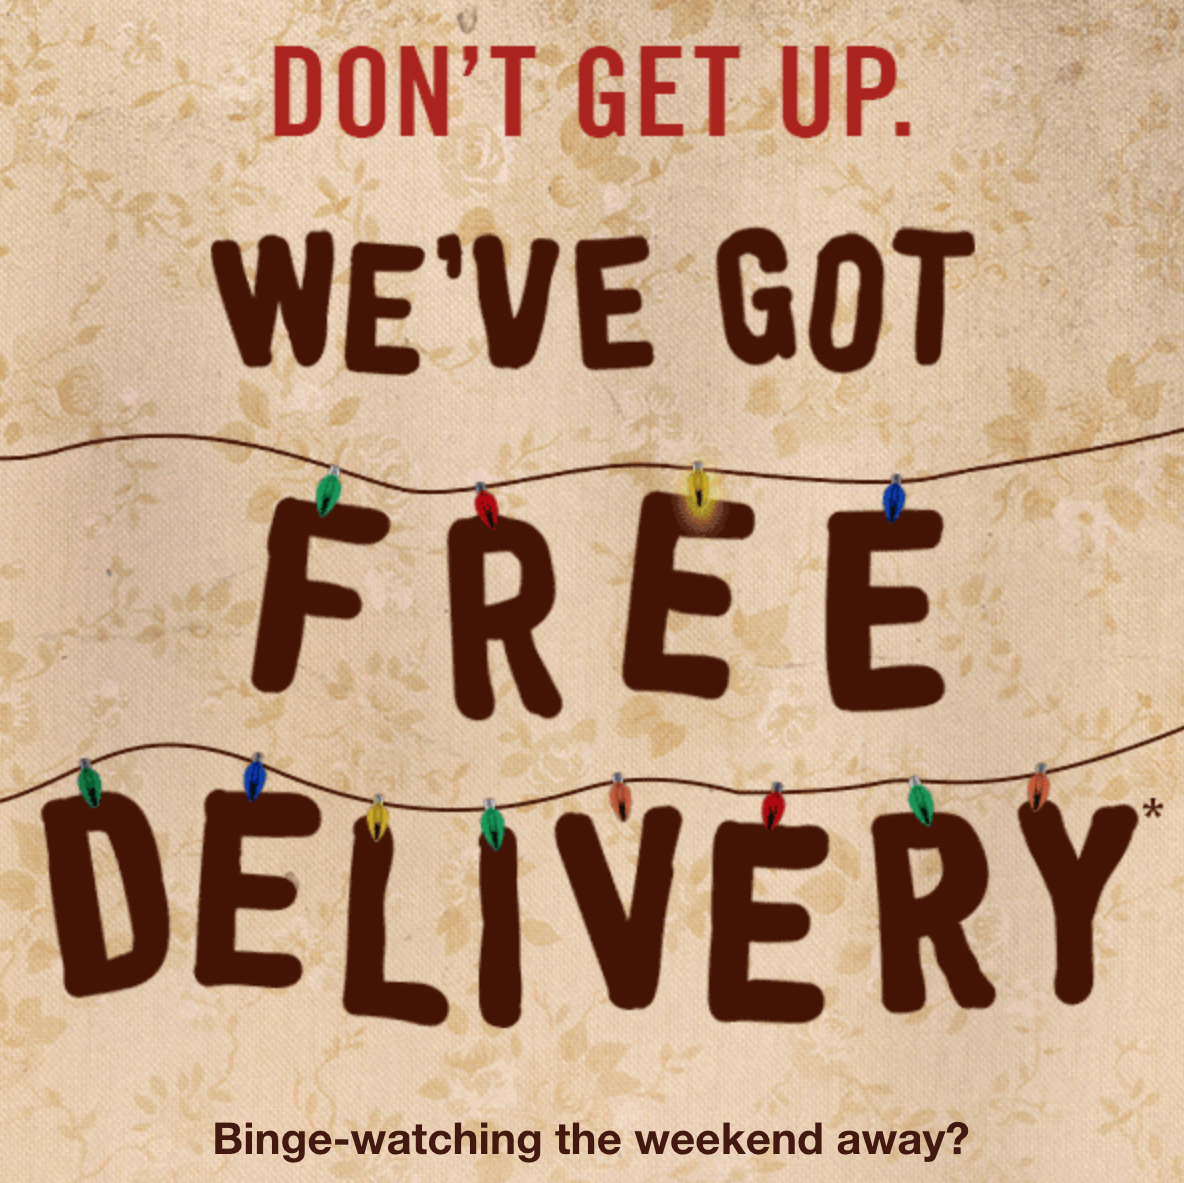 DON'T GET UP.
WE'VE GOT
FREE
DELIVERY*
Binge-watching the weekend away?